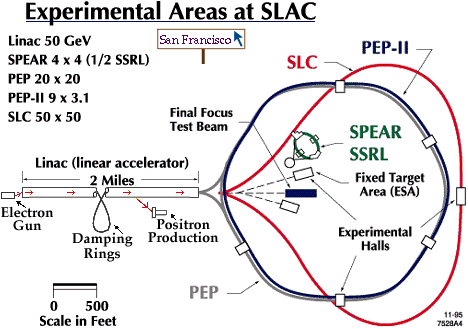 Experimental Areas at SLAC
Linac 50 GeV
SPEAR 4 x 4 (1/2 SSRL)
PEP 20 x 20
PEP-II 9 x 3.1
SLC 50 x 50
San Francisco
SLC
PEP-II
Final Focus
Test Beam
SPEAR
SSRL
Linac (linear accelerator)
2 Miles
Fixed Target
Area (ESA)
Electron
Gun
Damping
Rings
Positron
Production
Experimental
Halls
PEP
0 500
Scale in Feet
11-95
7528A4